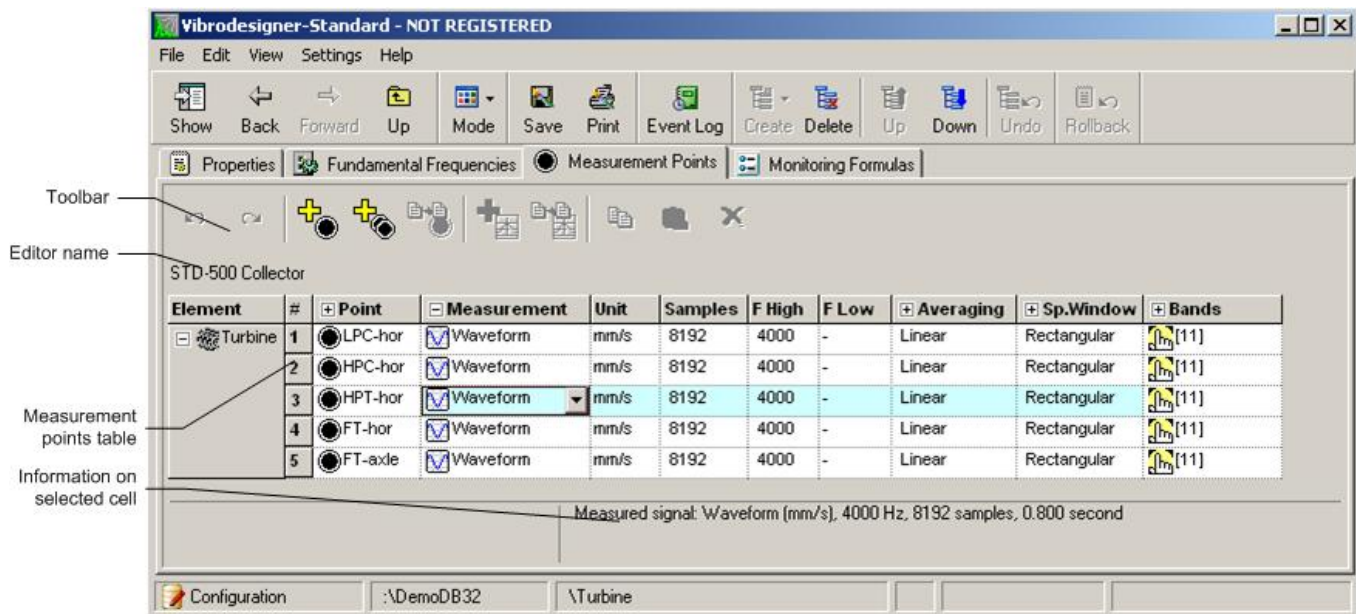 Vibrodesigner-Standard - NOT REGISTERED
File Edit View Settings Help
Show Back Forward Up Mode Save Print Event Log Create Delete Up Down Undo Rollback
Properties Fundamental Frequencies Measurement Points Monitoring Formulas
Toolbar
Editor name
STD-500 Collector
Element # Point Measurement Unit Samples F High F Low Averaging Sp.Window Bands
Turbine 1 LPC-hor Waveform mm/s 8192 4000 - Linear Rectangular [11]
2 HPC-hor Waveform mm/s 8192 4000 - Linear Rectangular [11]
3 HPT-hor Waveform mm/s 8192 4000 - Linear Rectangular [11]
4 FT-hor Waveform mm/s 8192 4000 - Linear Rectangular [11]
5 FT-axle Waveform mm/s 8192 4000 - Linear Rectangular [11]
Measurement
points table
Information on
selected cell
Measured signal: Waveform (mm/s), 4000 Hz, 8192 samples, 0.800 second
Configuration :\DemoDB32 \Turbine